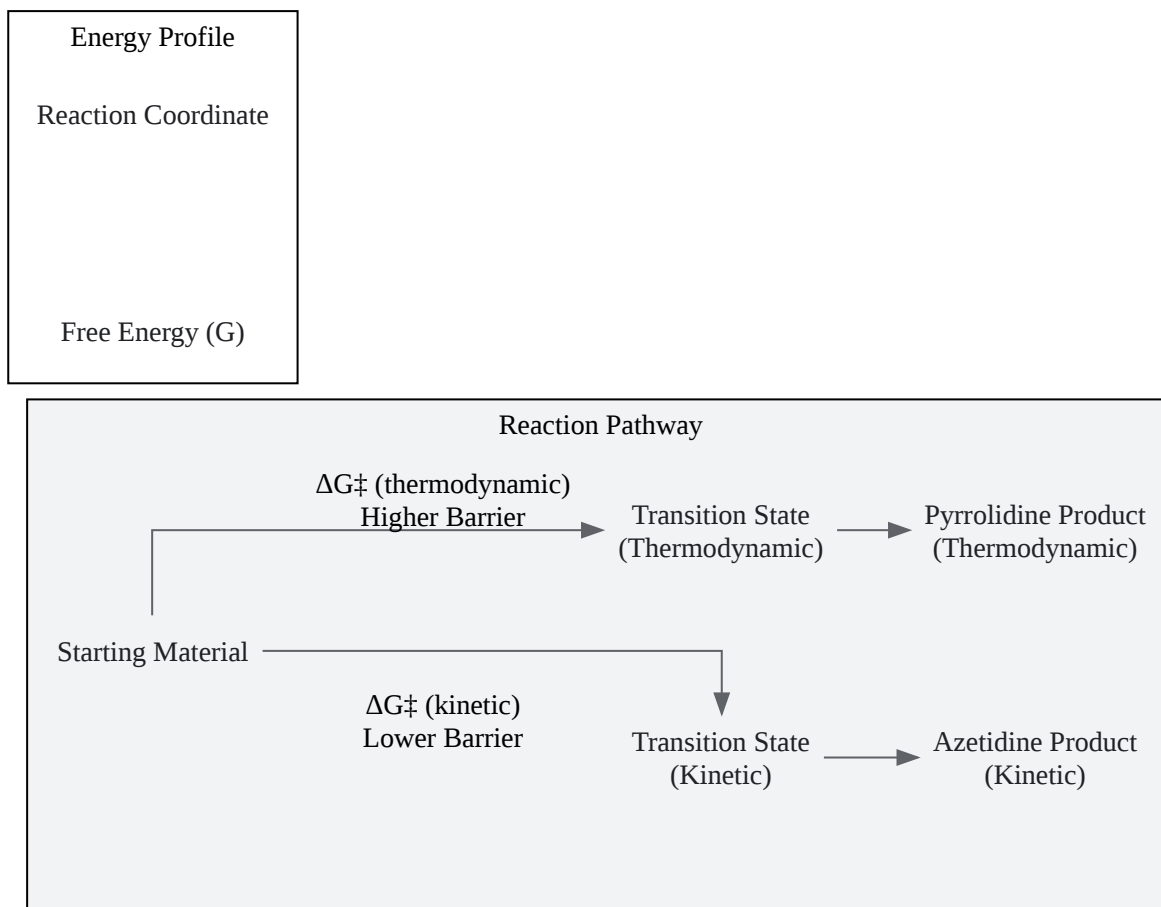 Energy Profile
Reaction Coordinate
Free Energy (G)
Reaction Pathway
ΔG‡ (thermodynamic)
Higher Barrier
Transition State
(Thermodynamic)
Pyrrolidine Product
(Thermodynamic)
Starting Material
ΔG‡ (kinetic)
Lower Barrier
Transition State
(Kinetic)
Azetidine Product
(Kinetic)